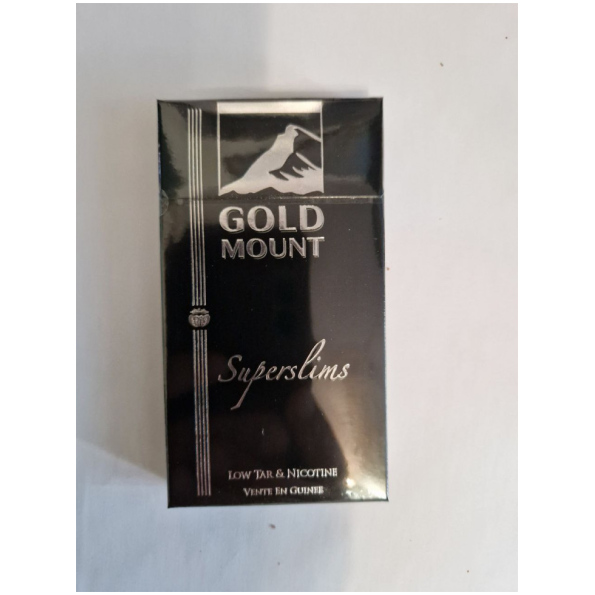 GOLD
MOUNT
Superslims
LOW TAR & NICOTINE
VENTE EN GUINEE